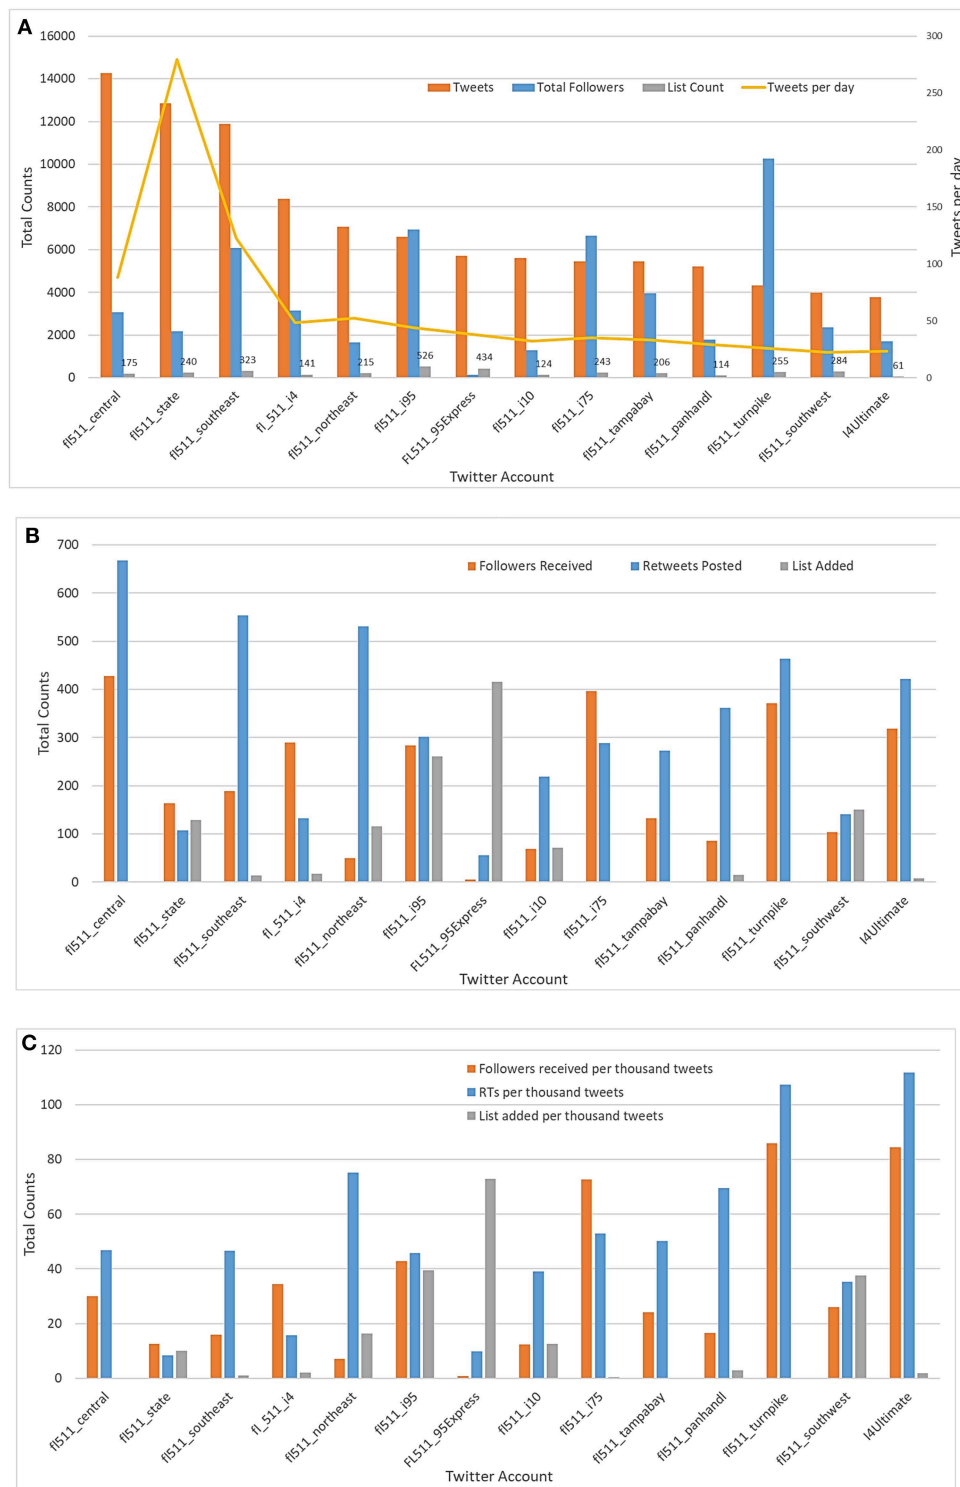 A
16000
14000
12000
10000
8000
6000
4000
2000
0
Total Counts
300
250
200
150
100
50
0
Tweets per day
Tweets Total Followers List Count Tweets per day
175 240 323 141 215 526 434 124 243 206 114 255 284 61
fl511_central fl511_state fl511_southeast fl_511_i4 fl511_northeast fl511_i95 FL511_95Express fl511_i10 fl511_i75 fl511_tampabay fl511_panhandl fl511_turnpike fl511_southwest I4Ultimate
Twitter Account
B
700
600
500
400
300
200
100
0
Total Counts
Followers Received Retweets Posted List Added
fl511_central fl511_state fl511_southeast fl_511_i4 fl511_northeast fl511_i95 FL511_95Express fl511_i10 fl511_i75 fl511_tampabay fl511_panhandl fl511_turnpike fl511_southwest I4Ultimate
Twitter Account
C
120
100
80
60
40
20
0
Total Counts
Followers received per thousand tweets
RTs per thousand tweets
List added per thousand tweets
fl511_central fl511_state fl511_southeast fl_511_i4 fl511_northeast fl511_i95 FL511_95Express fl511_i10 fl511_i75 fl511_tampabay fl511_panhandl fl511_turnpike fl511_southwest I4Ultimate
Twitter Account